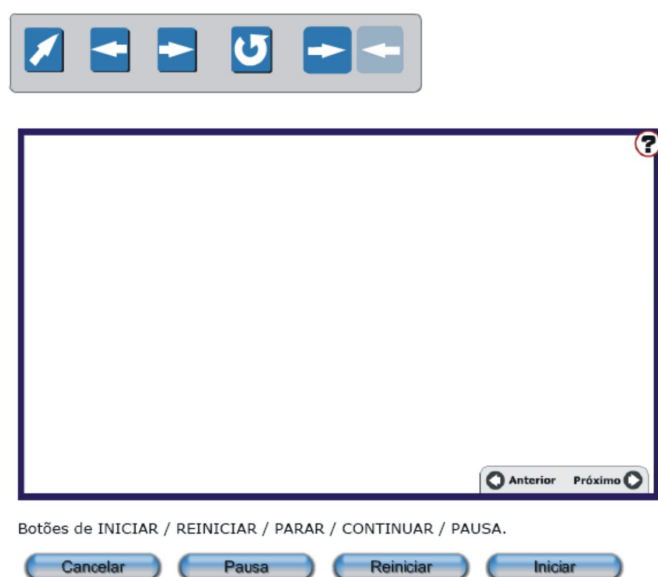 ?
Anterior Próximo
Botões de INICIAR / REINICIAR / PARAR / CONTINUAR / PAUSA.
Cancelar Pausa Reiniciar Iniciar